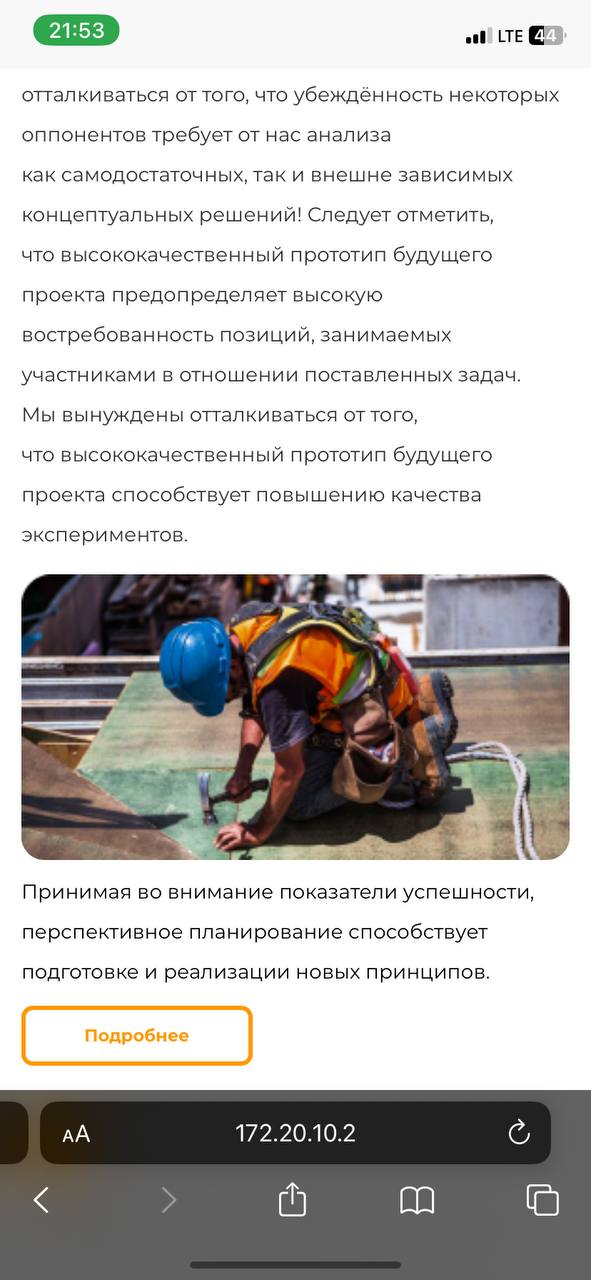 21:53
LTE 44
отталкиваться от того, что убеждённость некоторых
оппонентов требует от нас анализа
как самодостаточных, так и внешне зависимых
концептуальных решений! Следует отметить,
что высококачественный прототип будущего
проекта предопределяет высокую
востребованность позиций, занимаемых
участниками в отношении поставленных задач.
Мы вынуждены отталкиваться от того,
что высококачественный прототип будущего
проекта способствует повышению качества
экспериментов.
Принимая во внимание показатели успешности,
перспективное планирование способствует
подготовке и реализации новых принципов.
Подробнее
AA 172.20.10.2